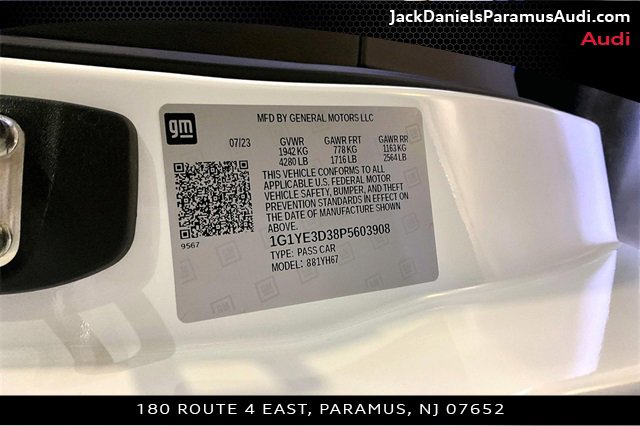 JackDanielsParamusAudi.com
Audi
gm
MFD BY GENERAL MOTORS LLC
07/23 GVWR GAWR FRT GAWR RR
1942 KG 778 KG 1163 KG
4280 LB 1716 LB 2564 LB
THIS VEHICLE CONFORMS TO ALL
APPLICABLE U.S. FEDERAL MOTOR
VEHICLE SAFETY, BUMPER, AND THEFT
PREVENTION STANDARDS IN EFFECT ON
THE DATE OF MANUFACTURE SHOWN
ABOVE.
9567
1G1YE3D38P5603908
TYPE: PASS CAR
MODEL: 881YH67
180 ROUTE 4 EAST, PARAMUS, NJ 07652